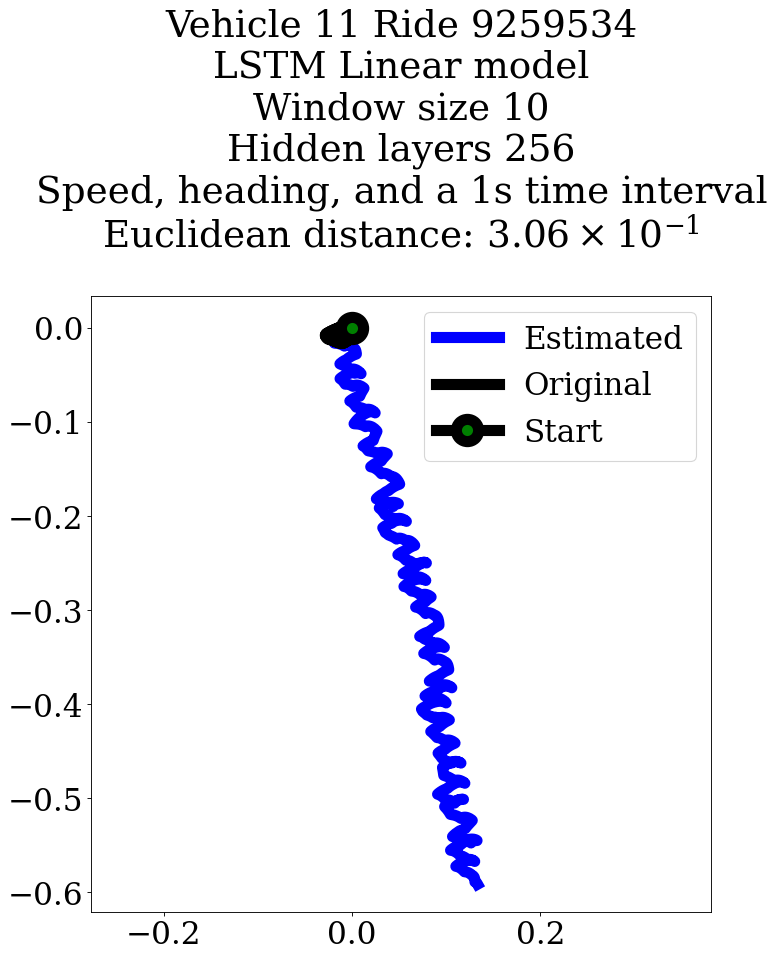 Vehicle 11 Ride 9259534
LSTM Linear model
Window size 10
Hidden layers 256
Speed, heading, and a 1s time interval
Euclidean distance: 3.06 × 10⁻¹
Estimated
Original
Start
0.0
−0.1
−0.2
−0.3
−0.4
−0.5
−0.6
−0.2 0.0 0.2